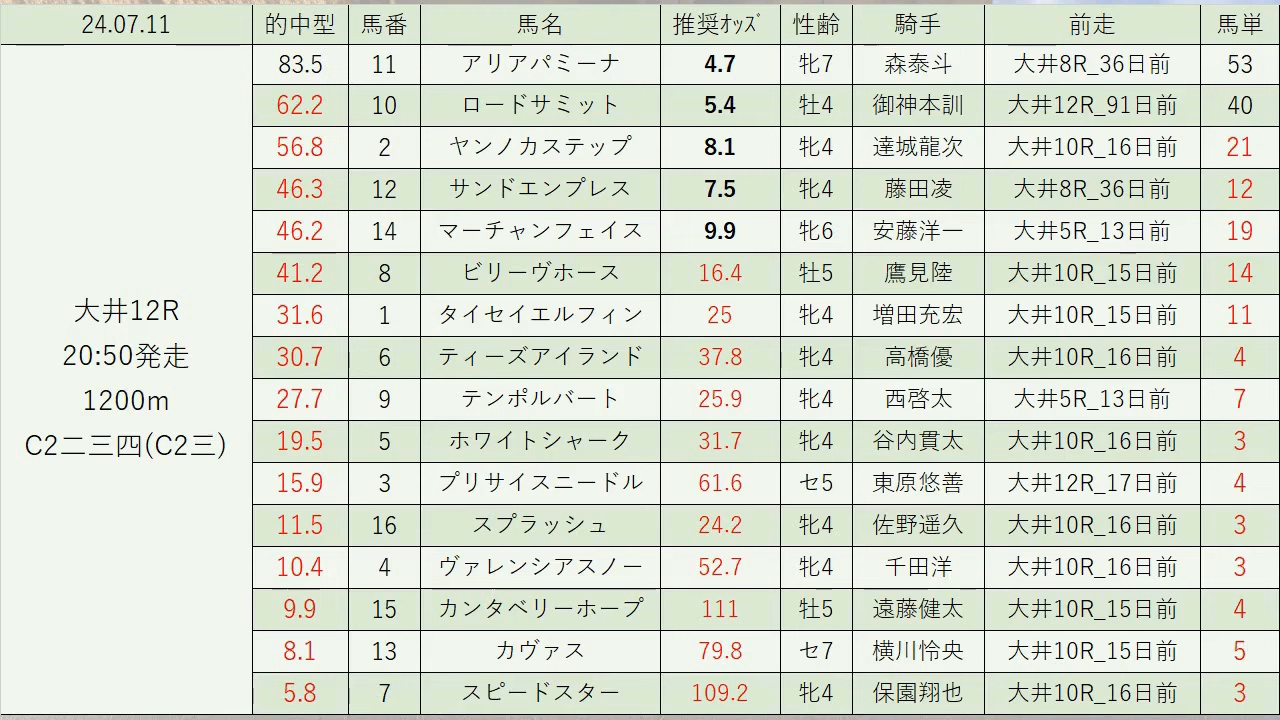 24.07.11 的中型 馬番 馬名 推奨ｵｯｽﾞ 性齢 騎手 前走 馬単
大井12R
20:50発走
1200m
C2二三四(C2三)
83.5 11 アリアパミーナ 4.7 牝7 森泰斗 大井8R_36日前 53
62.2 10 ロードサミット 5.4 牡4 御神本訓 大井12R_91日前 40
56.8 2 ヤンノカステップ 8.1 牝4 達城龍次 大井10R_16日前 21
46.3 12 サンドエンプレス 7.5 牝4 藤田凌 大井8R_36日前 12
46.2 14 マーチャンフェイス 9.9 牝6 安藤洋一 大井5R_13日前 19
41.2 8 ビリーヴホース 16.4 牡5 鷹見陸 大井10R_15日前 14
31.6 1 タイセイエルフィン 25 牝4 増田充宏 大井10R_15日前 11
30.7 6 ティーズアイランド 37.8 牝4 高橋優 大井10R_16日前 4
27.7 9 テンポルバート 25.9 牝4 西啓太 大井5R_13日前 7
19.5 5 ホワイトシャーク 31.7 牝4 谷内貫太 大井10R_16日前 3
15.9 3 プリサイスニードル 61.6 セ5 東原悠善 大井12R_17日前 4
11.5 16 スプラッシュ 24.2 牝4 佐野遥久 大井10R_16日前 3
10.4 4 ヴァレンシアスノー 52.7 牝4 千田洋 大井10R_16日前 3
9.9 15 カンタベリーホープ 111 牡5 遠藤健太 大井10R_15日前 4
8.1 13 カヴァス 79.8 セ7 横川怜央 大井10R_15日前 5
5.8 7 スピードスター 109.2 牝4 保園翔也 大井10R_16日前 3